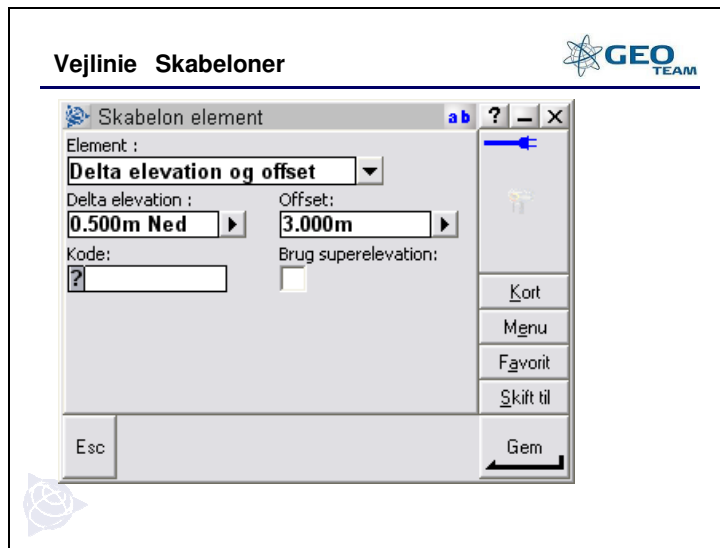 Vejlinie Skabeloner
GEO
TEAM
Skabelon element
ab ? – X
Element :
Delta elevation og offset
Delta elevation : Offset:
0.500m Ned 3.000m
Kode: Brug superelevation:
?
Kort
Menu
Favorit
Skift til
Esc
Gem